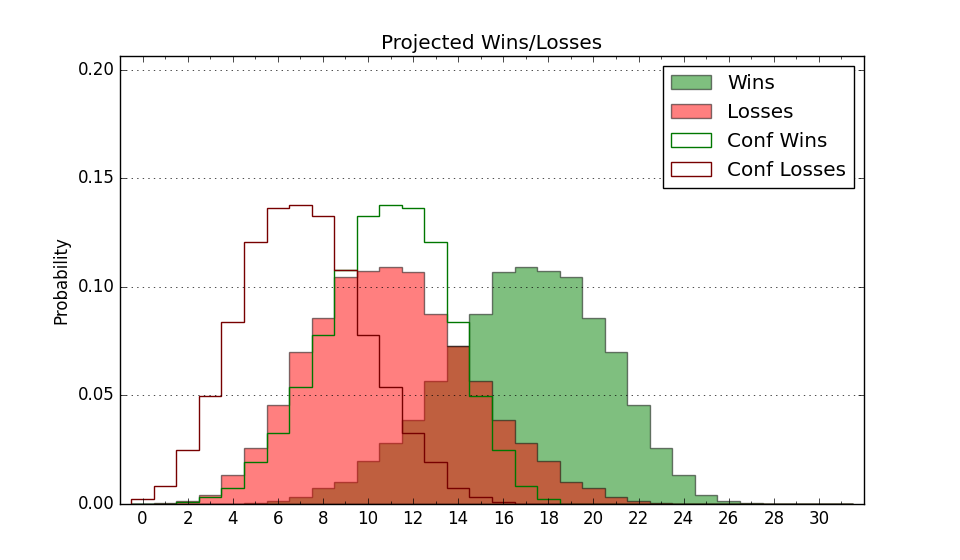 Projected Wins/Losses
0.20
0.15
0.10
0.05
0.00
Probability
Wins
Losses
Conf Wins
Conf Losses
0 2 4 6 8 10 12 14 16 18 20 22 24 26 28 30